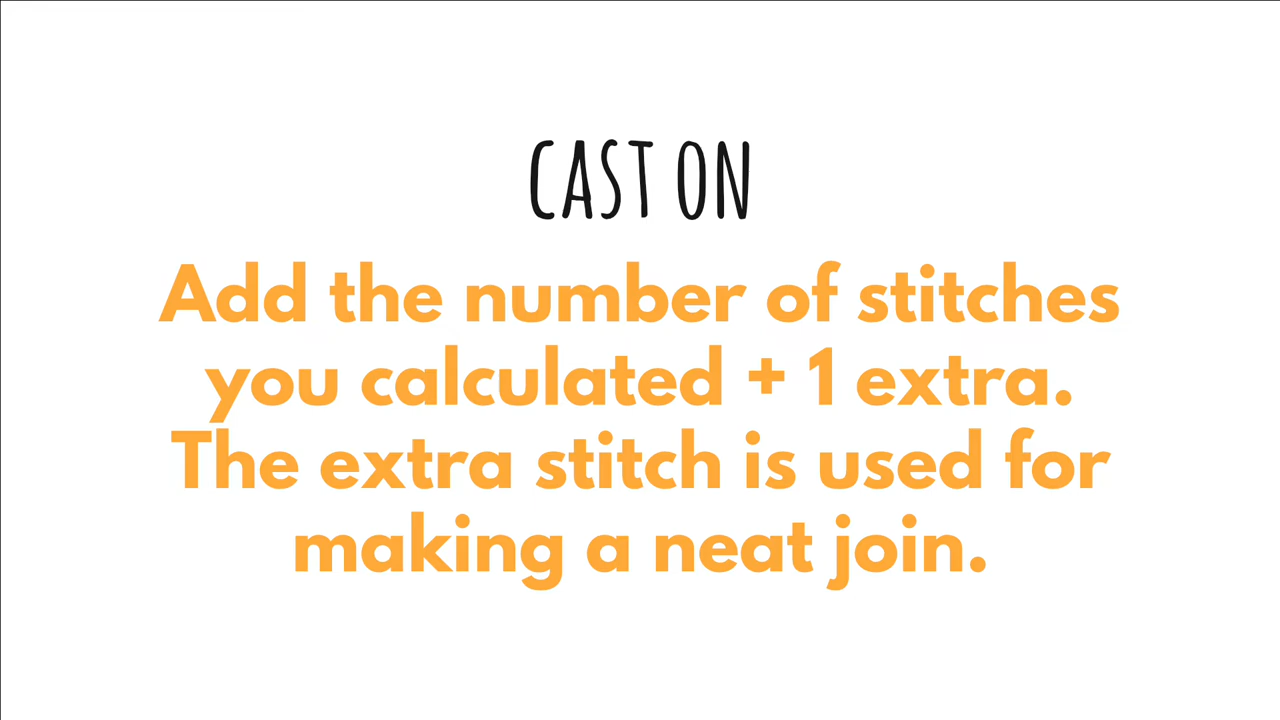 CAST ON
Add the number of stitches
you calculated + 1 extra.
The extra stitch is used for
making a neat join.